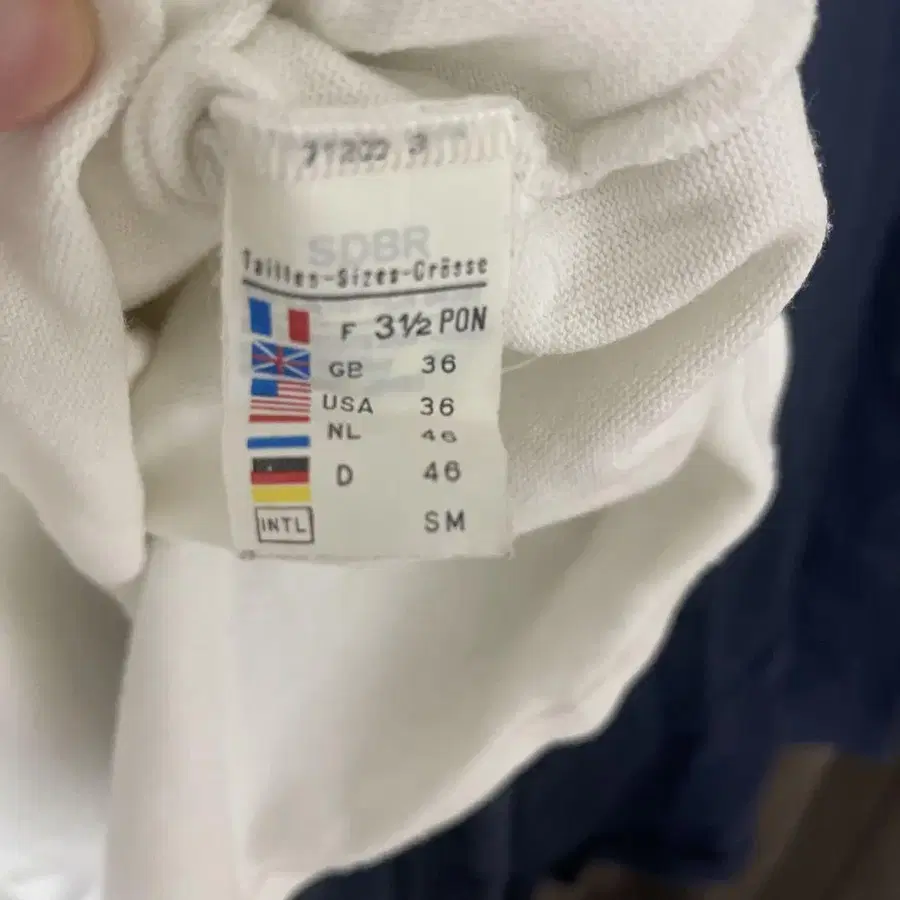 SDBR
Tailles-Sizes-Grösse
F 3½ PON
GB 36
USA 36
NL 46
D 46
INTL SM